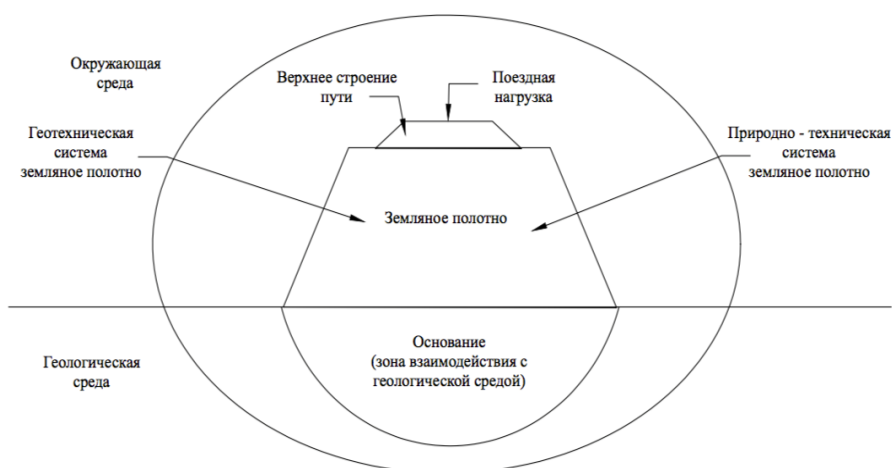 Окружающая
среда
Верхнее строение
пути
Поездная
нагрузка
Геотехническая
система
земляное полотно
Природно - техническая
система
земляное полотно
Земляное полотно
Основание
(зона взаимодействия с
геологической средой)
Геологическая
среда